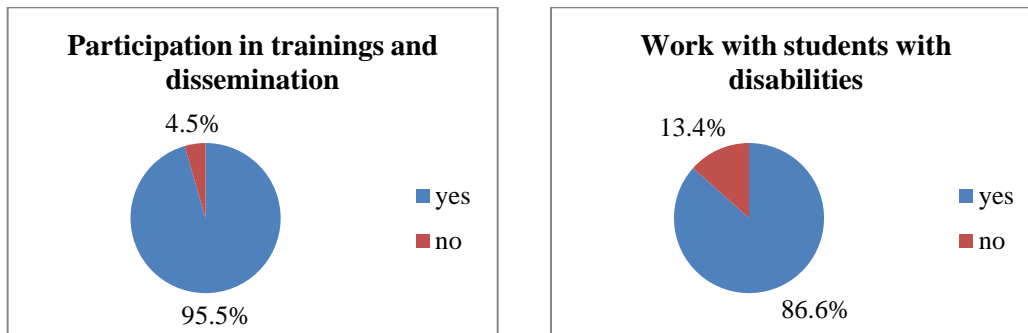 Participation in trainings and
dissemination
4.5%
yes
no
95.5%
Work with students with
disabilities
13.4%
yes
no
86.6%